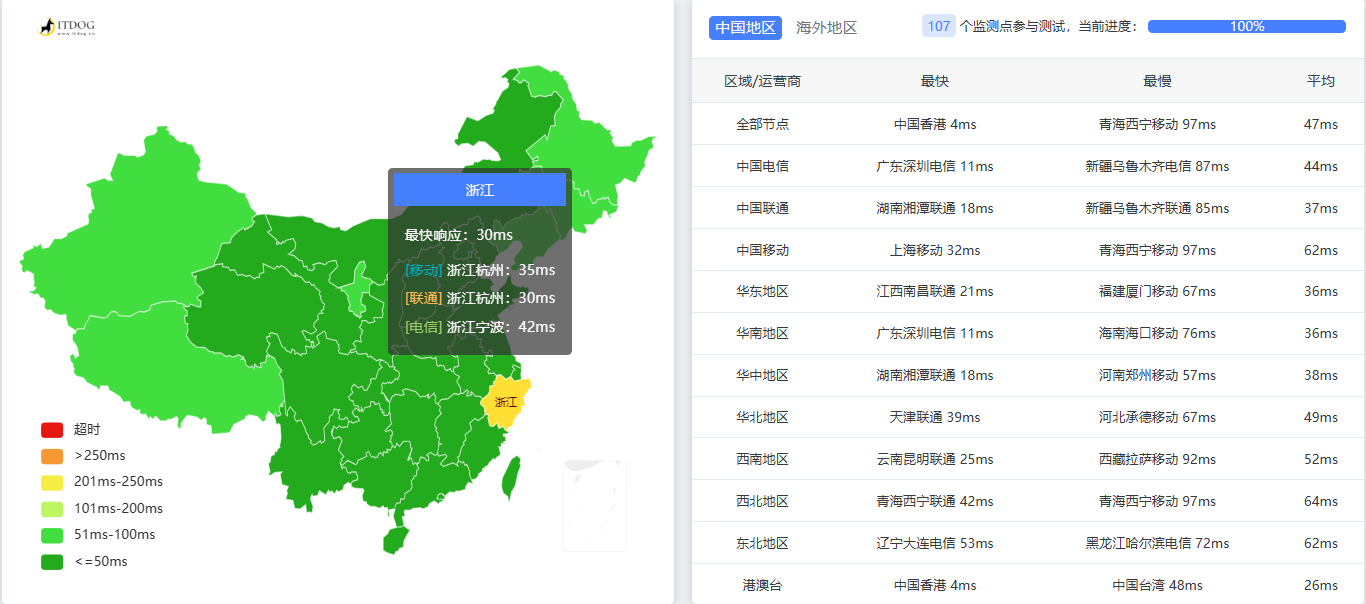 ITDOG
www.itdog.cn
浙江
最快响应：30ms
[移动] 浙江杭州：35ms
[联通] 浙江杭州：30ms
[电信] 浙江宁波：42ms
浙江
超时
>250ms
201ms-250ms
101ms-200ms
51ms-100ms
<=50ms
中国地区 海外地区 107 个监测点参与测试，当前进度： 100%
区域/运营商 最快 最慢 平均
全部节点 中国香港 4ms 青海西宁移动 97ms 47ms
中国电信 广东深圳电信 11ms 新疆乌鲁木齐电信 87ms 44ms
中国联通 湖南湘潭联通 18ms 新疆乌鲁木齐联通 85ms 37ms
中国移动 上海移动 32ms 青海西宁移动 97ms 62ms
华东地区 江西南昌联通 21ms 福建厦门移动 67ms 36ms
华南地区 广东深圳电信 11ms 海南海口移动 76ms 36ms
华中地区 湖南湘潭联通 18ms 河南郑州移动 57ms 38ms
华北地区 天津联通 39ms 河北承德移动 67ms 49ms
西南地区 云南昆明联通 25ms 西藏拉萨移动 92ms 52ms
西北地区 青海西宁联通 42ms 青海西宁移动 97ms 64ms
东北地区 辽宁大连电信 53ms 黑龙江哈尔滨电信 72ms 62ms
港澳台 中国香港 4ms 中国台湾 48ms 26ms